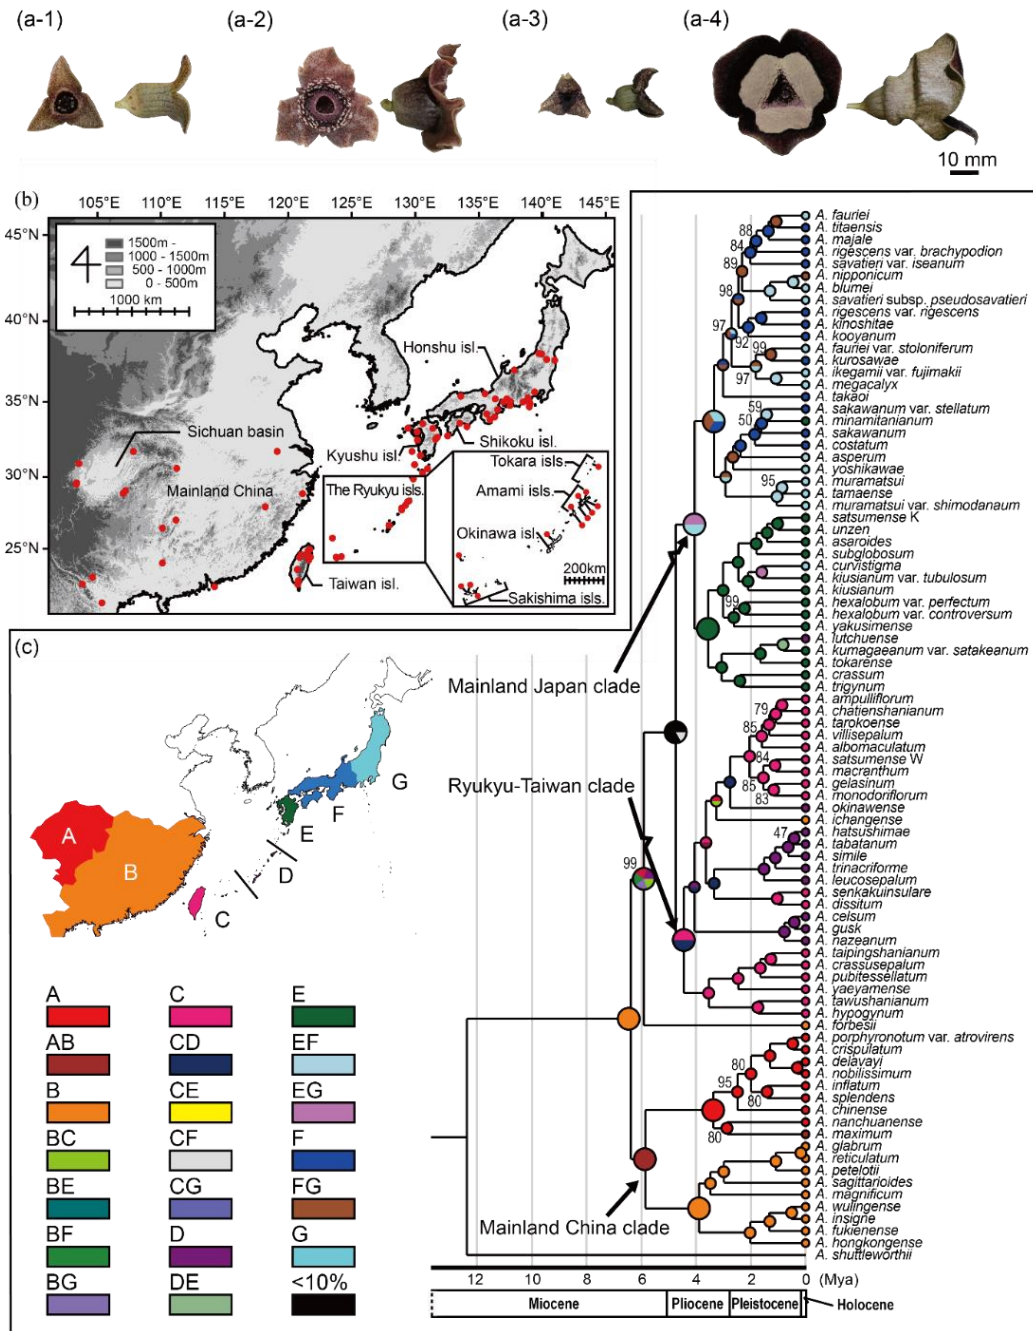 (a-1)
(a-2)
(a-3)
(a-4)
10 mm
(b)
105°E 110°E 115°E 120°E 125°E 130°E 135°E 140°E 145°E
45°N
40°N
35°N
30°N
25°N
4
1500m -
1000 - 1500m
500 - 1000m
0 - 500m
1000 km
Honshu isl.
Sichuan basin
Shikoku isl.
Kyushu isl.
Mainland China
The Ryukyu isls.
Tokara isls.
Amami isls.
Okinawa isl.
200km
Taiwan isl.
Sakishima isls.
(c)
A
B
C
D
E
F
G
A
AB
B
BC
BE
BF
BG
C
CD
CE
CF
CG
D
DE
E
EF
EG
F
FG
G
<10%
Mainland Japan clade
Ryukyu-Taiwan clade
Mainland China clade
88
84
89
98
97
92
99
97
59
50
95
99
79
85
84
85
83
47
99
80
95
80
80
A. fauriei
A. titaensis
A. majale
A. rigescens var. brachypodion
A. savatieri var. iseanum
A. nipponicum
A. blumei
A. savatieri subsp. pseudosavatieri
A. rigescens var. rigescens
A. kinoshitae
A. kooyanum
A. fauriei var. stoloniferum
A. kurosawae
A. ikegamii var. fujimakii
A. megacalyx
A. takaoi
A. sakawanum var. stellatum
A. minamitanianum
A. sakawanum
A. costatum
A. asperum
A. yoshikawae
A. muramatsui
A. tamaense
A. muramatsui var. shimodanaum
A. satsumense K
A. unzen
A. asaroides
A. subglobosum
A. curvistigma
A. kiusianum var. tubulosum
A. kiusianum
A. hexalobum var. perfectum
A. hexalobum var. controversum
A. yakusimense
A. lutchuense
A. kumagaeanum var. satakeanum
A. tokarense
A. crassum
A. trigynum
A. ampulliflorum
A. chatienshanianum
A. tarokoense
A. villisepalum
A. albomaculatum
A. satsumense W
A. macranthum
A. gelasinum
A. monodoriflorum
A. okinawense
A. ichangense
A. hatsushimae
A. tabatanum
A. simile
A. trinacriforme
A. leucosepalum
A. senkakuinsulare
A. dissitum
A. celsum
A. gusk
A. nazeanum
A. taipingshanianum
A. crassusepalum
A. pubitessellatum
A. yaeyamense
A. tawushanianum
A. hypogynum
A. forbesii
A. porphyronotum var. atrovirens
A. crispulatum
A. delavayi
A. nobilissimum
A. inflatum
A. splendens
A. chinense
A. nanchuanense
A. maximum
A. glabrum
A. reticulatum
A. petelotii
A. sagittarioides
A. magnificum
A. wulingense
A. insigne
A. fukienense
A. hongkongense
A. shuttleworthii
12 10 8 6 4 2 0 (Mya)
Miocene Pliocene Pleistocene Holocene